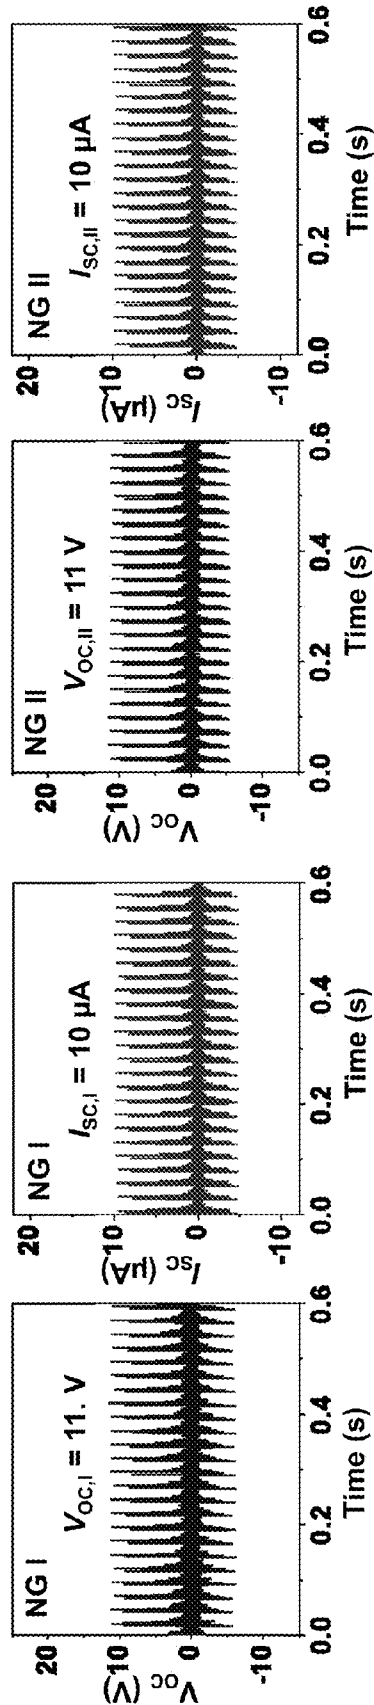 NG I
V_OC,I = 11. V
V_OC (V)
20
10
0
-10
0.0 0.2 0.4 0.6
Time (s)
NG I
I_SC,I = 10 µA
I_SC (µA)
20
10
0
-10
0.0 0.2 0.4 0.6
Time (s)
NG II
V_OC,II = 11 V
V_OC (V)
20
10
0
-10
0.0 0.2 0.4 0.6
Time (s)
NG II
I_SC,II = 10 µA
I_SC (µA)
20
10
0
-10
0.0 0.2 0.4 0.6
Time (s)